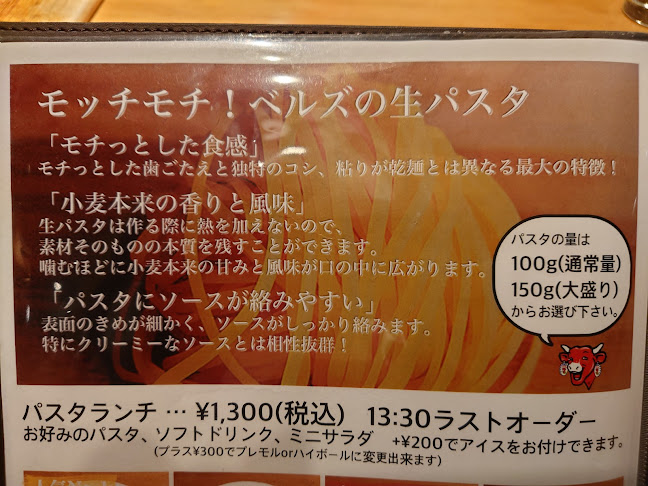 モッチモチ！ベルズの生パスタ
「モチっとした食感」
モチっとした歯ごたえと独特のコシ、粘りが乾麺とは異なる最大の特徴！
「小麦本来の香りと風味」
生パスタは作る際に熱を加えないので、
素材そのものの本質を残すことができます。
噛むほどに小麦本来の甘みと風味が口の中に広がります。
「パスタにソースが絡みやすい」
表面のきめが細かく、ソースがしっかり絡みます。
特にクリーミーなソースとは相性抜群！
パスタの量は
100g(通常量)
150g(大盛り)
からお選び下さい。
パスタランチ … ¥1,300(税込) 13:30ラストオーダー
お好みのパスタ、ソフトドリンク、ミニサラダ +¥200でアイスをお付けできます。
(プラス¥300でプレモルorハイボールに変更出来ます)